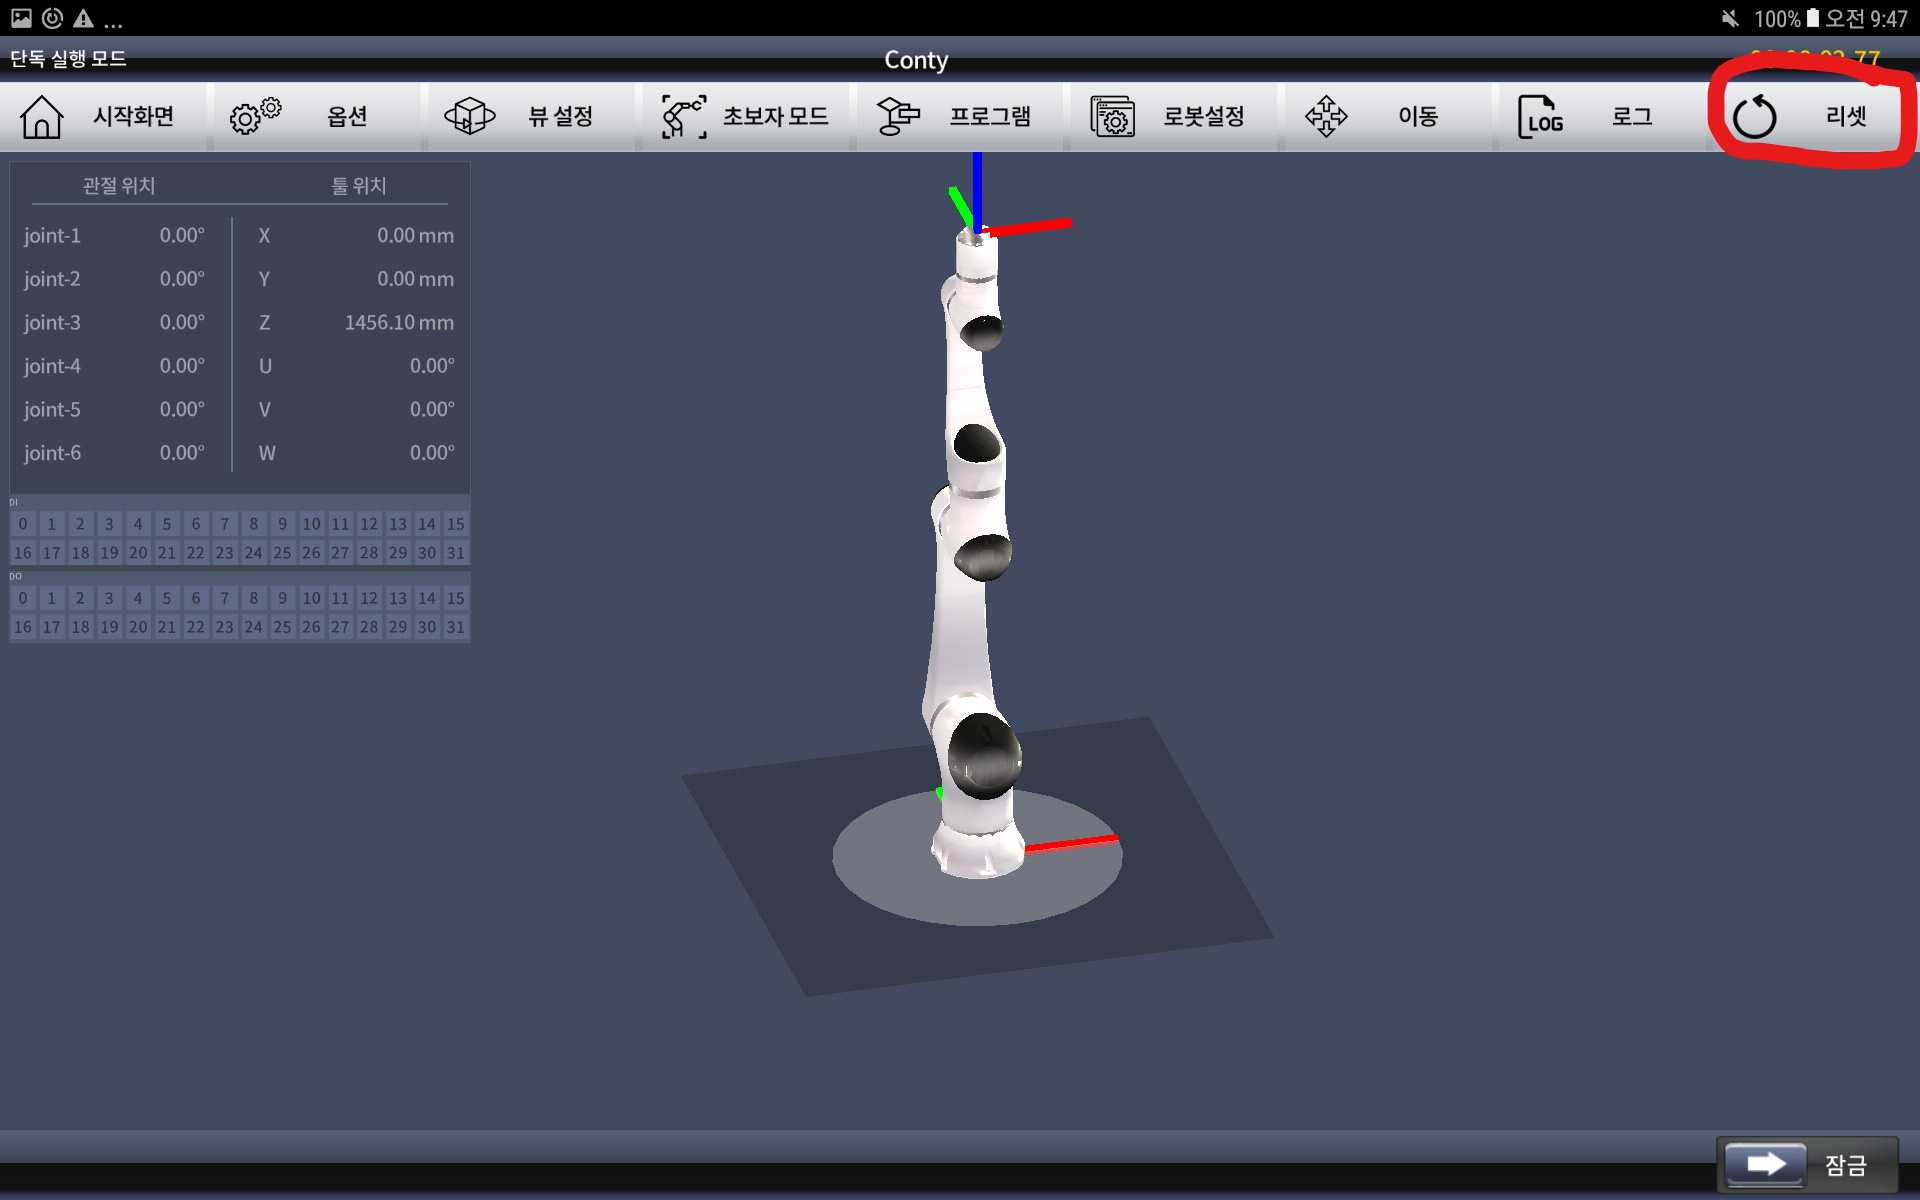 ... 100% 오전 9:47
단독 실행 모드 Conty
시작화면 옵션 뷰 설정 초보자 모드 프로그램 로봇설정 이동 LOG 로그 리셋
관절 위치 툴 위치
joint-1 0.00° X 0.00 mm
joint-2 0.00° Y 0.00 mm
joint-3 0.00° Z 1456.10 mm
joint-4 0.00° U 0.00°
joint-5 0.00° V 0.00°
joint-6 0.00° W 0.00°
DI
0 1 2 3 4 5 6 7 8 9 10 11 12 13 14 15
16 17 18 19 20 21 22 23 24 25 26 27 28 29 30 31
DO
0 1 2 3 4 5 6 7 8 9 10 11 12 13 14 15
16 17 18 19 20 21 22 23 24 25 26 27 28 29 30 31
잠금